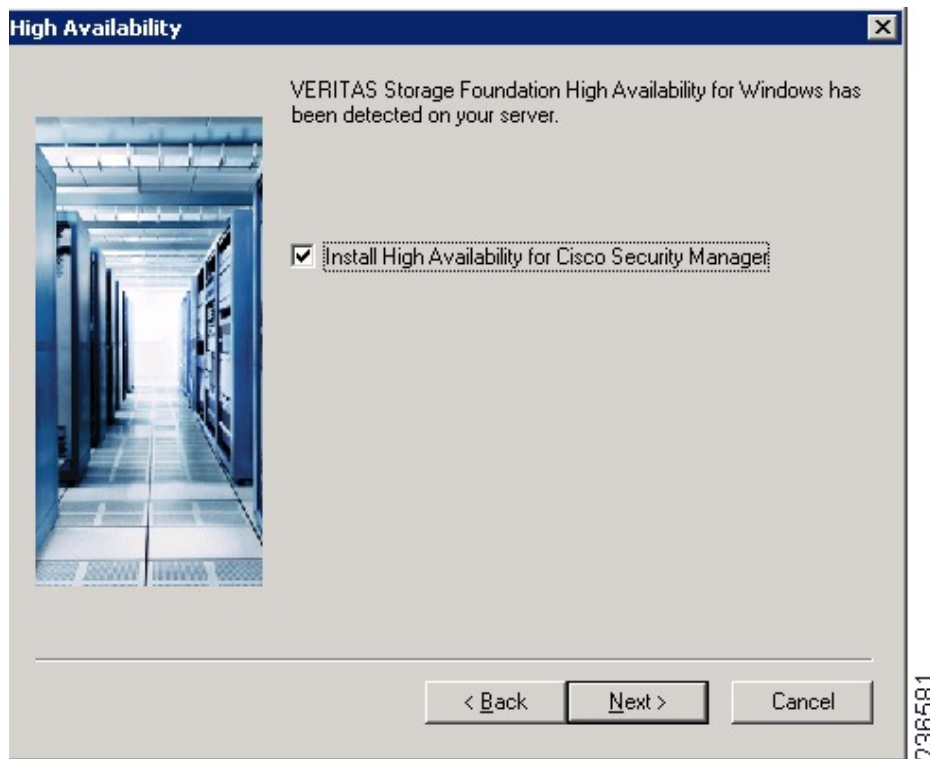 High Availability
VERITAS Storage Foundation High Availability for Windows has
been detected on your server.
Install High Availability for Cisco Security Manager
< Back
Next >
Cancel
236581